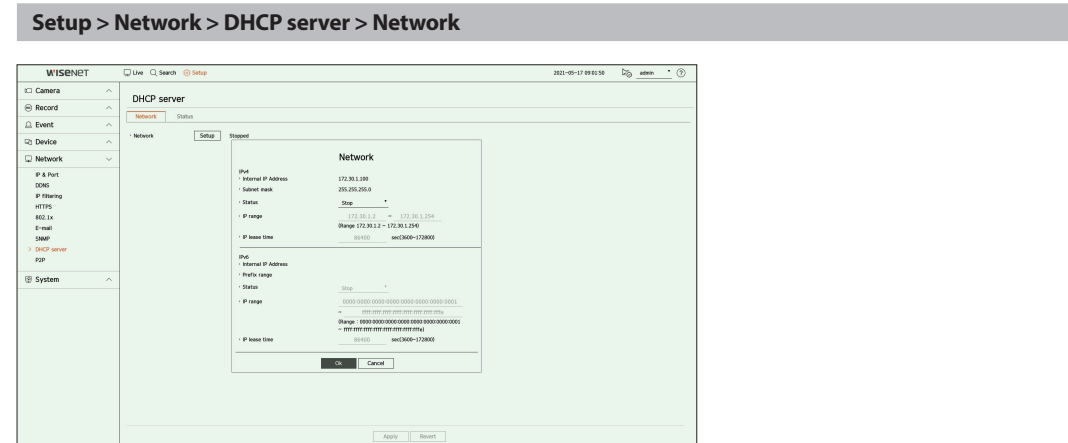 Setup > Network > DHCP server > Network
WISENET
Live Search Setup
2021-05-17 09:01:50 admin
Camera
Record
Event
Device
Network
IP & Port
DDNS
IP filtering
HTTPS
802.1x
E-mail
SNMP
> DHCP server
P2P
System
DHCP server
Network Status
· Network Setup Stopped
Network
IPv4
· Internal IP Address 172.30.1.100
· Subnet mask 255.255.255.0
· Status Stop
· IP range 172.30.1.2 ~ 172.30.1.254
(Range 172.30.1.2 ~ 172.30.1.254)
· IP lease time 86400 sec(3600~172800)
IPv6
· Internal IP Address
· Prefix range
· Status Stop
· IP range 0000:0000:0000:0000:0000:0000:0000:0001
~ ffff:ffff:ffff:ffff:ffff:ffff:ffff:fffe
(Range : 0000:0000:0000:0000:0000:0000:0000:0001
~ ffff:ffff:ffff:ffff:ffff:ffff:ffff:fffe)
· IP lease time 86400 sec(3600~172800)
Ok Cancel
Apply Revert